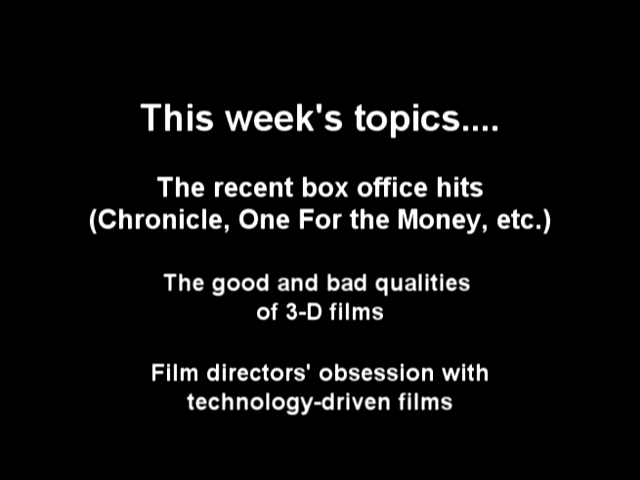 This week's topics....
The recent box office hits
(Chronicle, One For the Money, etc.)
The good and bad qualities
of 3-D films
Film directors' obsession with
technology-driven films